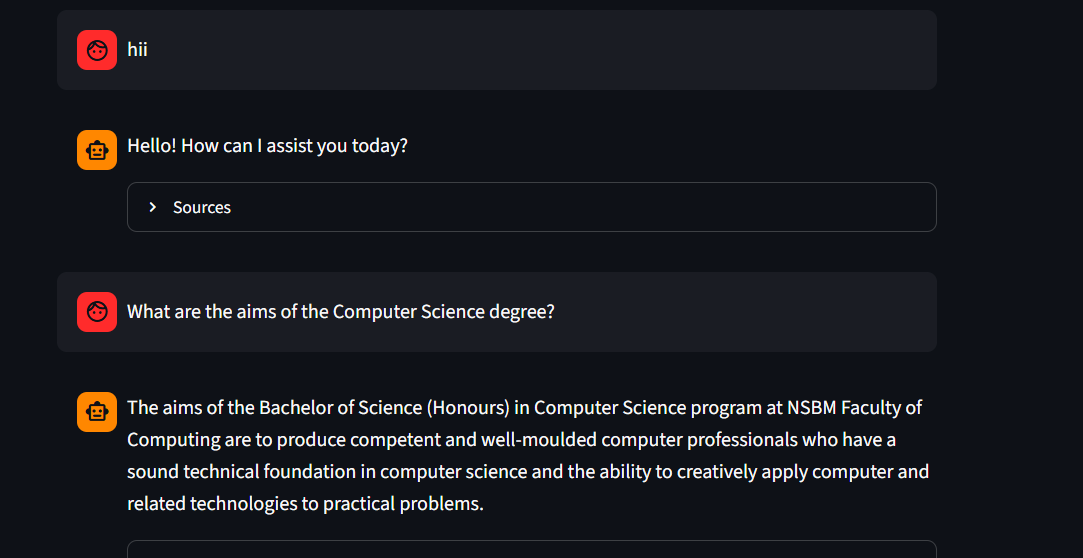 hii
Hello! How can I assist you today?
Sources
What are the aims of the Computer Science degree?
The aims of the Bachelor of Science (Honours) in Computer Science program at NSBM Faculty of
Computing are to produce competent and well-moulded computer professionals who have a
sound technical foundation in computer science and the ability to creatively apply computer and
related technologies to practical problems.